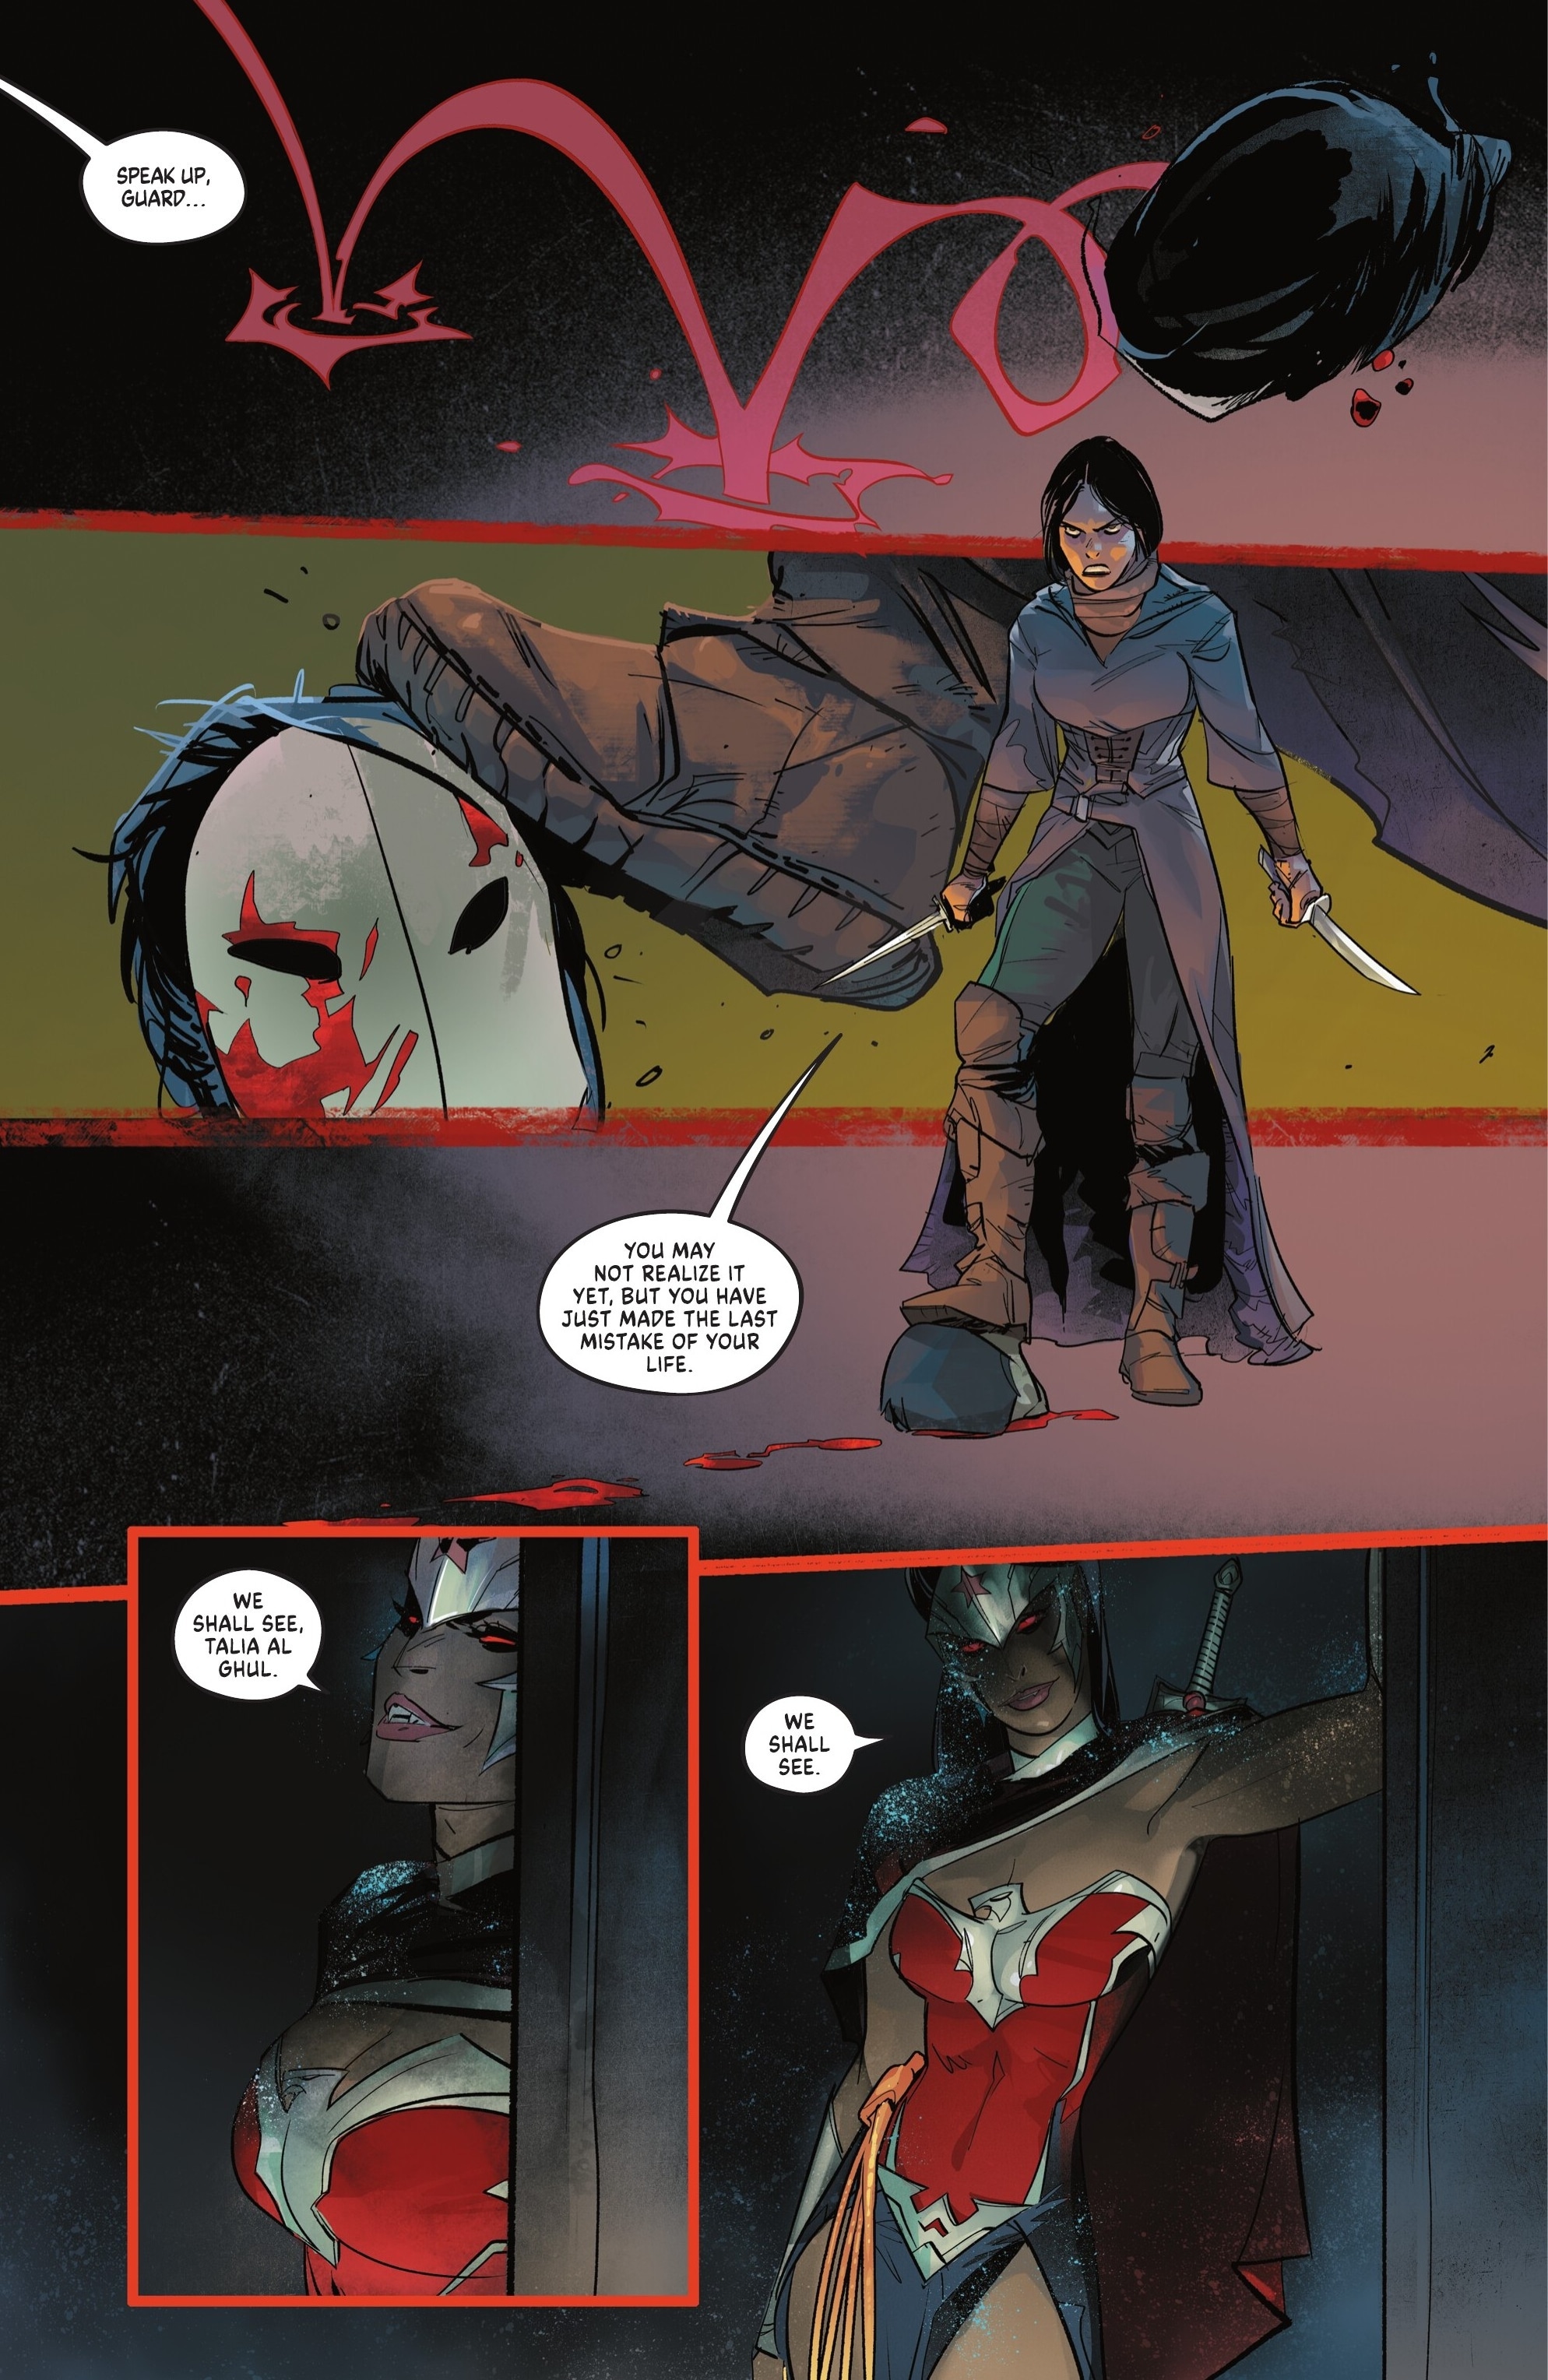 SPEAK UP,
GUARD...
YOU MAY
NOT REALIZE IT
YET, BUT YOU HAVE
JUST MADE THE LAST
MISTAKE OF YOUR
LIFE.
WE
SHALL SEE,
TALIA AL
GHUL.
WE
SHALL
SEE.